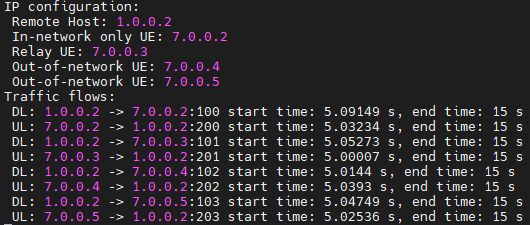 IP configuration:
Remote Host: 1.0.0.2
In-network only UE: 7.0.0.2
Relay UE: 7.0.0.3
Out-of-network UE: 7.0.0.4
Out-of-network UE: 7.0.0.5
Traffic flows:
DL: 1.0.0.2 -> 7.0.0.2:100 start time: 5.09149 s, end time: 15 s
UL: 7.0.0.2 -> 1.0.0.2:200 start time: 5.03234 s, end time: 15 s
DL: 1.0.0.2 -> 7.0.0.3:101 start time: 5.05273 s, end time: 15 s
UL: 7.0.0.3 -> 1.0.0.2:201 start time: 5.00007 s, end time: 15 s
DL: 1.0.0.2 -> 7.0.0.4:102 start time: 5.0144 s, end time: 15 s
UL: 7.0.0.4 -> 1.0.0.2:202 start time: 5.0393 s, end time: 15 s
DL: 1.0.0.2 -> 7.0.0.5:103 start time: 5.04749 s, end time: 15 s
UL: 7.0.0.5 -> 1.0.0.2:203 start time: 5.02536 s, end time: 15 s